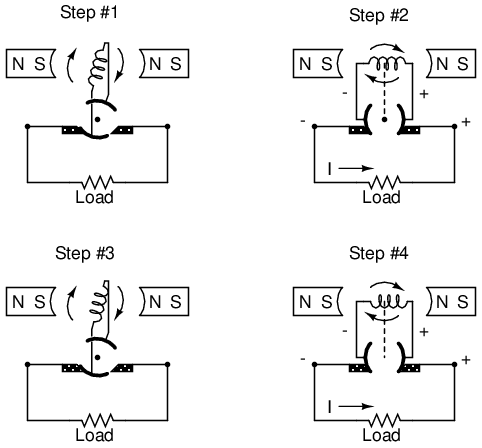 Step #1
N S N S
Load
Step #2
N S N S
- +
- +
I
Load
Step #3
N S N S
Load
Step #4
N S N S
- +
- +
I
Load